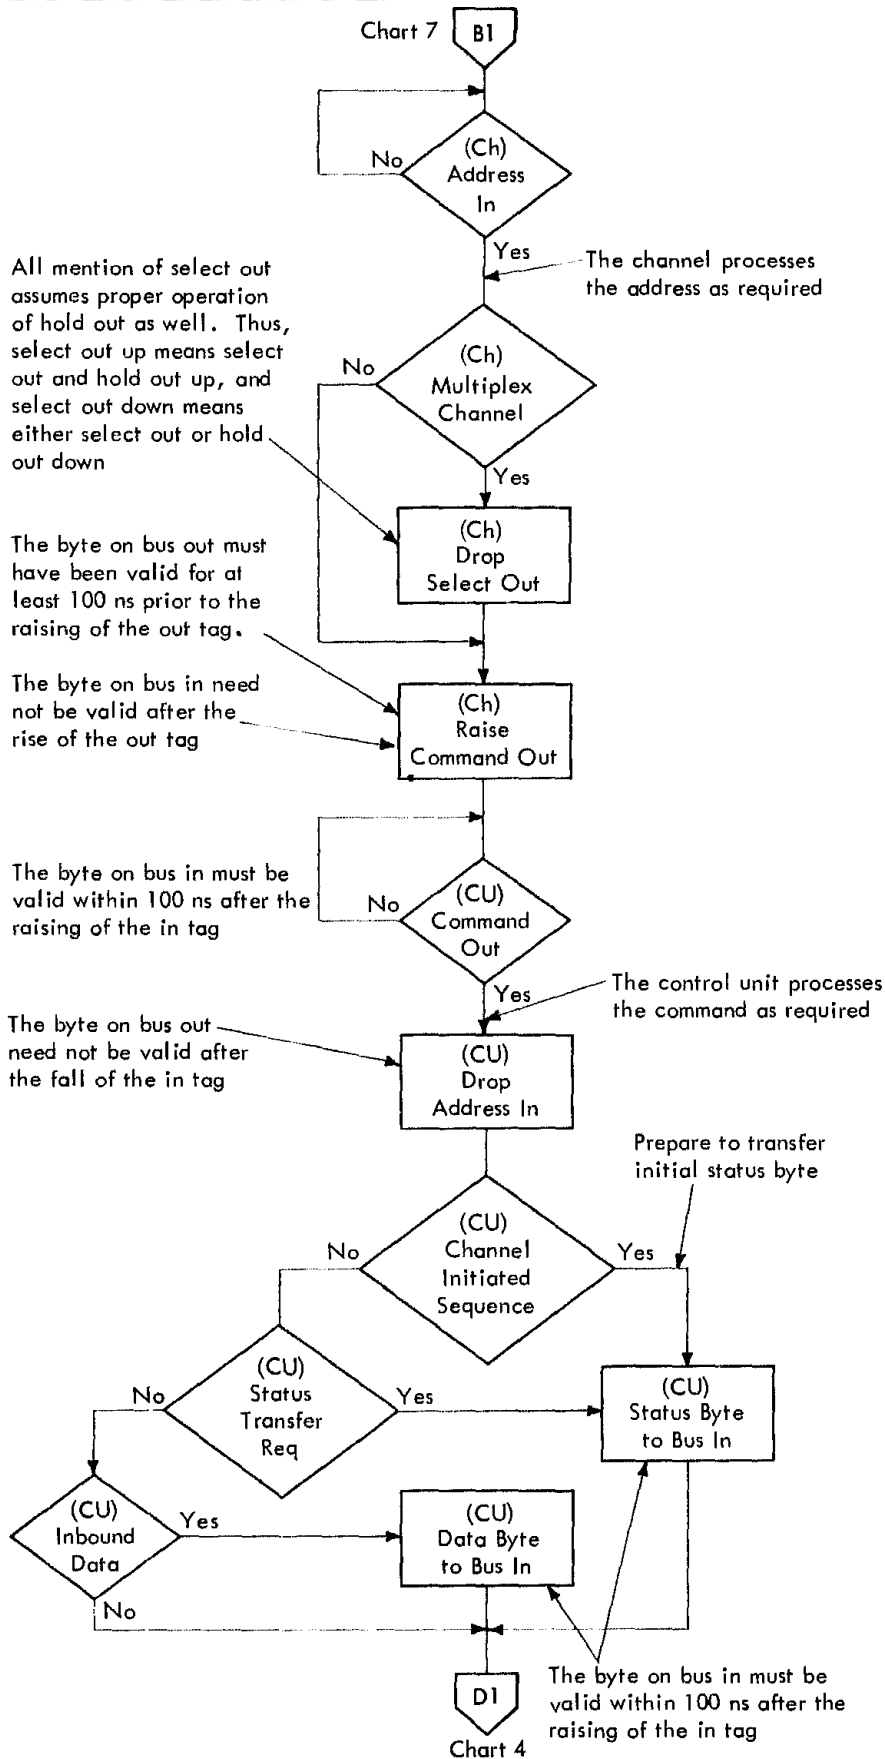 Chart 7
B1
(Ch)
Address
In
No
Yes
The channel processes
the address as required
All mention of select out
assumes proper operation
of hold out as well. Thus,
select out up means select
out and hold out up, and
select out down means
either select out or hold
out down
(Ch)
Multiplex
Channel
No
Yes
(Ch)
Drop
Select Out
The byte on bus out must
have been valid for at
least 100 ns prior to the
raising of the out tag.
The byte on bus in need
not be valid after the
rise of the out tag
(Ch)
Raise
Command Out
The byte on bus in must be
valid within 100 ns after the
raising of the in tag
No
(CU)
Command
Out
Yes
The control unit processes
the command as required
The byte on bus out
need not be valid after
the fall of the in tag
(CU)
Drop
Address In
Prepare to transfer
initial status byte
(CU)
Channel
Initiated
Sequence
No
Yes
(CU)
Status
Transfer
Req
No
Yes
(CU)
Status Byte
to Bus In
(CU)
Inbound
Data
Yes
No
(CU)
Data Byte
to Bus In
D1
Chart 4
The byte on bus in must be
valid within 100 ns after the
raising of the in tag